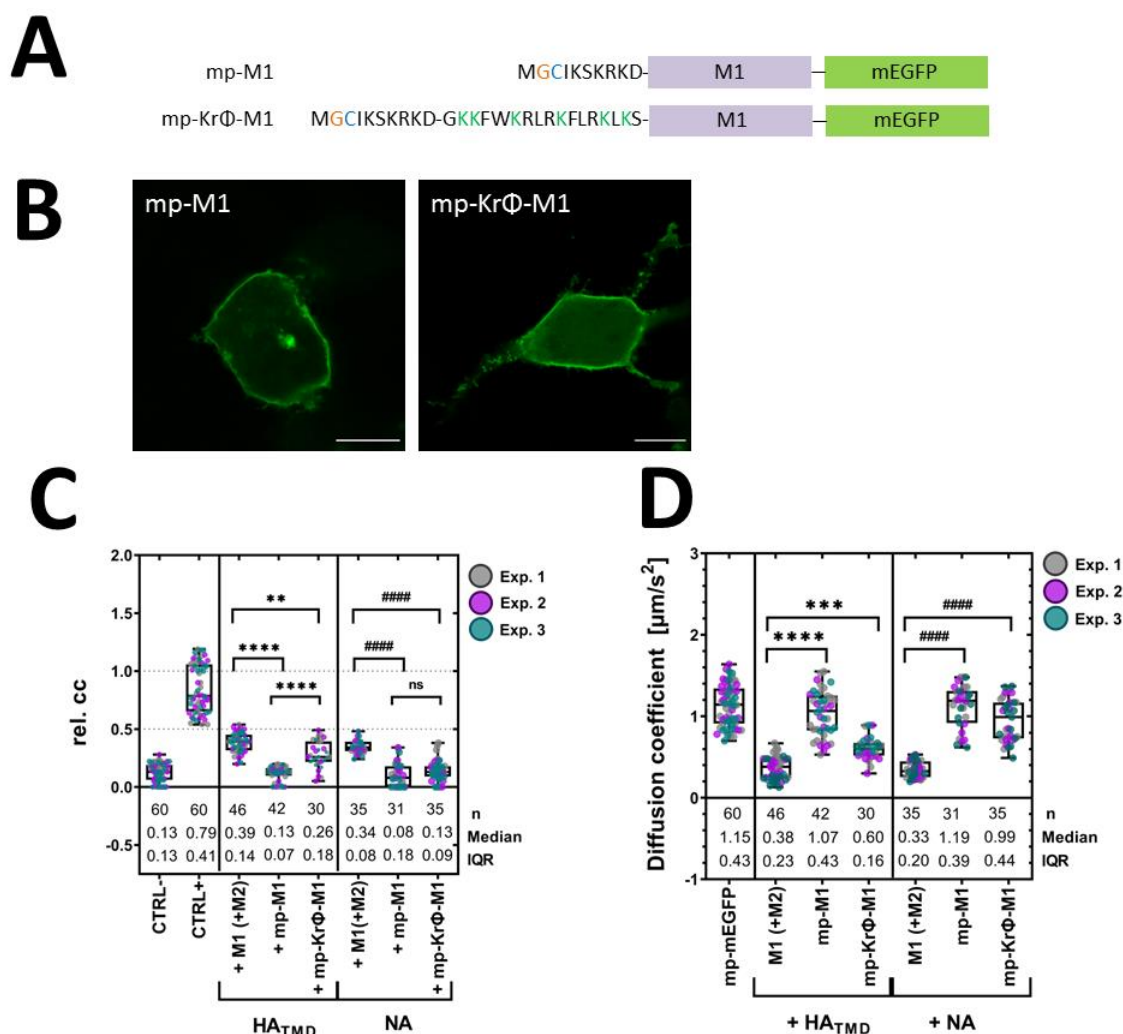 A
mp-M1
MGCIKSKRKD-
M1
mEGFP
mp-KrΦ-M1
MGCIKSKRKD-GKKFWKRLRKFLRKLKS-
M1
mEGFP
B
mp-M1
mp-KrΦ-M1
C
rel. cc
2.0
1.5
1.0
0.5
0.0
-0.5
**
****
****
####
####
ns
Exp. 1
Exp. 2
Exp. 3
60 60 46 42 30 35 31 35 n
0.13 0.79 0.39 0.13 0.26 0.34 0.08 0.13 Median
0.13 0.41 0.14 0.07 0.18 0.08 0.18 0.09 IQR
CTRL-
CTRL+
+ M1 (+M2)
+ mp-M1
+ mp-KrΦ-M1
+ M1(+M2)
+ mp-M1
+ mp-KrΦ-M1
HATMD
NA
D
Diffusion coefficient [µm/s²]
3
2
1
0
-1
***
****
####
####
Exp. 1
Exp. 2
Exp. 3
60 46 42 30 35 31 35 n
1.15 0.38 1.07 0.60 0.33 1.19 0.99 Median
0.43 0.23 0.43 0.16 0.20 0.39 0.44 IQR
mp-mEGFP
M1 (+M2)
mp-M1
mp-KrΦ-M1
M1 (+M2)
mp-M1
mp-KrΦ-M1
+ HATMD
+ NA